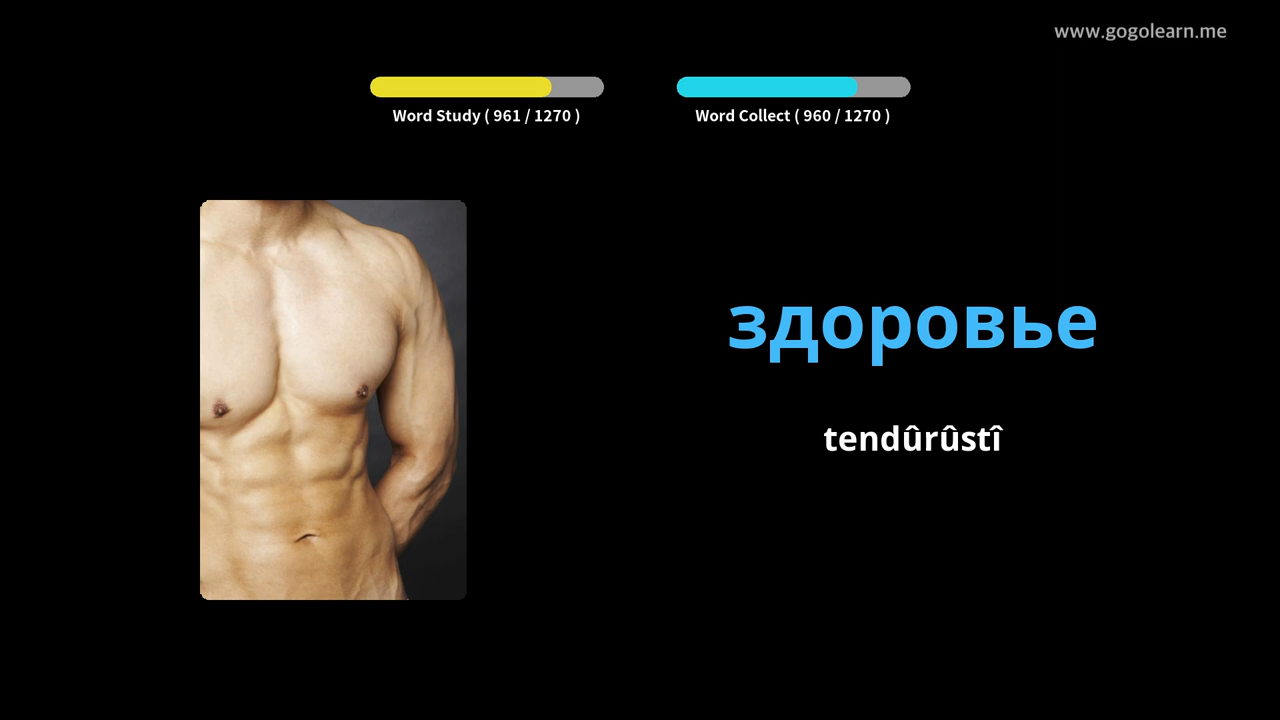 www.gogolearn.me
Word Study ( 961 / 1270 )
Word Collect ( 960 / 1270 )
здоровье
tendûrûstî